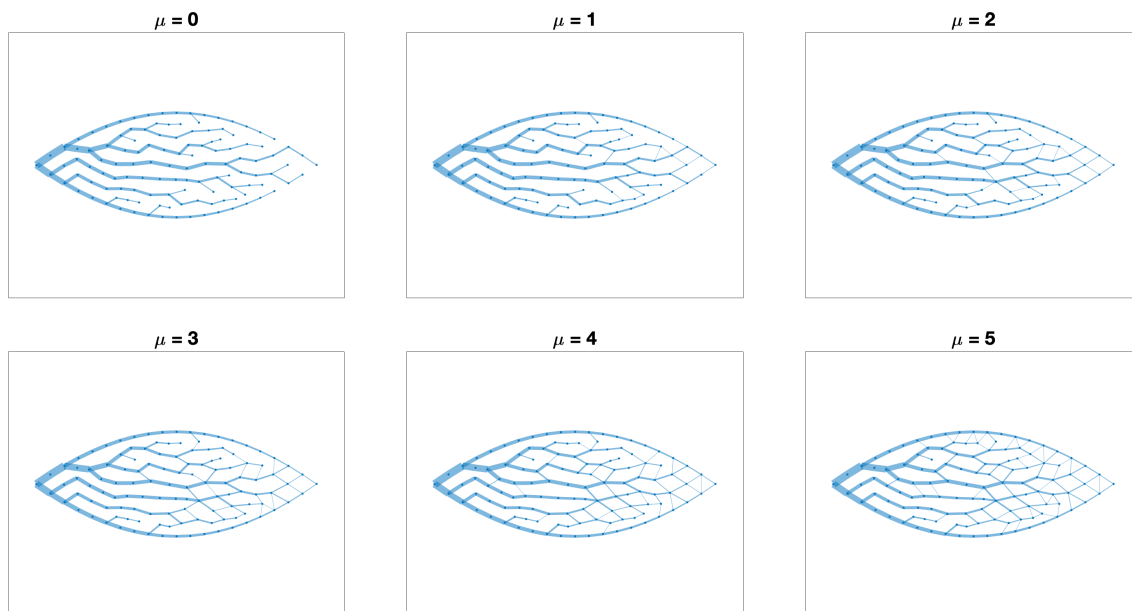 μ = 0
μ = 1
μ = 2
μ = 3
μ = 4
μ = 5